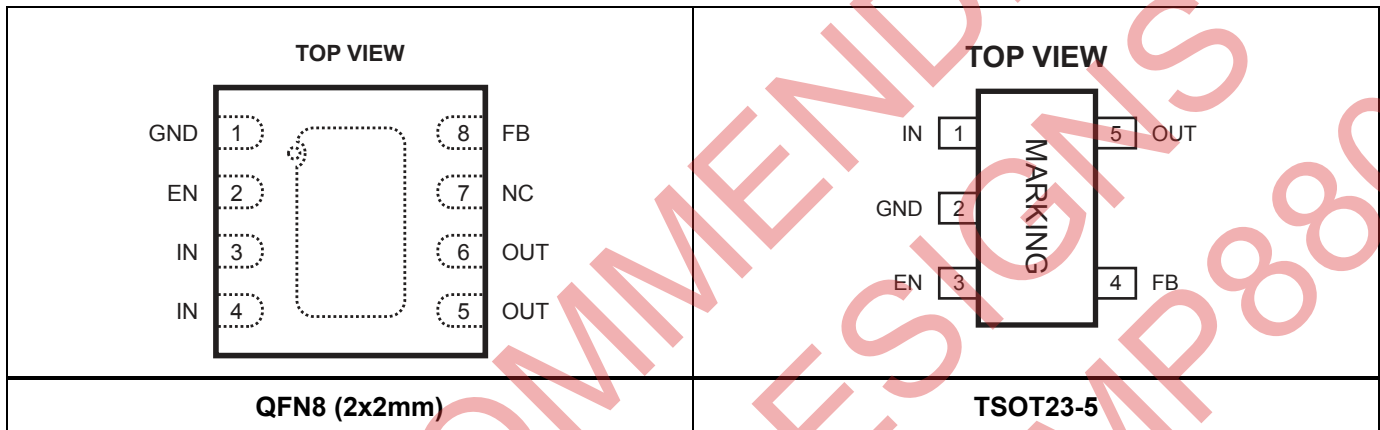 TOP VIEW
GND 1 8 FB
EN 2 7 NC
IN 3 6 OUT
IN 4 5 OUT
QFN8 (2x2mm)
TOP VIEW
IN 1 5 OUT
GND 2
MARKING
EN 3 4 FB
TSOT23-5